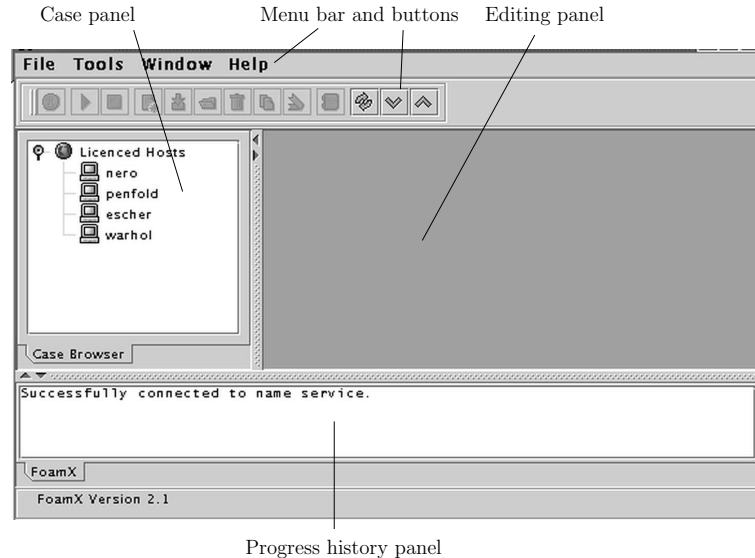 Case panel Menu bar and buttons Editing panel
File Tools Window Help
Licenced Hosts
nero
penfold
escher
warhol
Case Browser
Successfully connected to name service.
FoamX
FoamX Version 2.1
Progress history panel